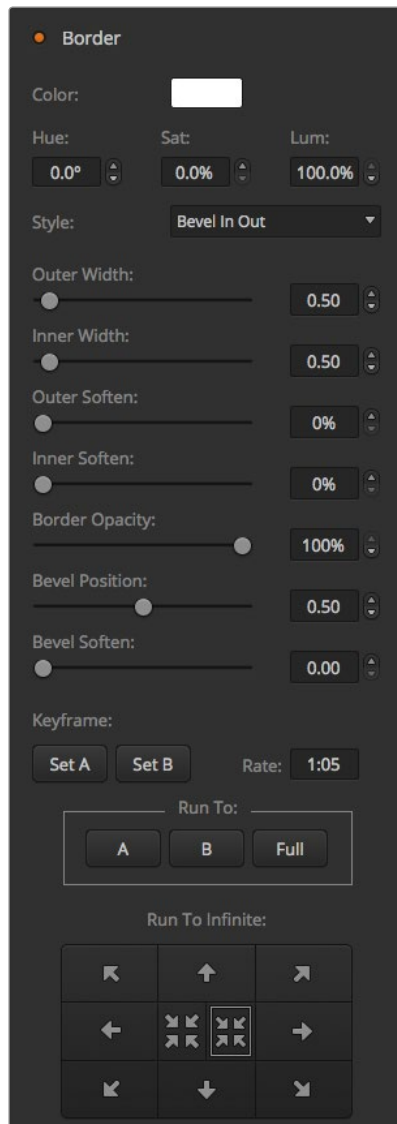 Border
Color:
Hue: Sat: Lum:
0.0° 0.0% 100.0%
Style: Bevel In Out
Outer Width:
0.50
Inner Width:
0.50
Outer Soften:
0%
Inner Soften:
0%
Border Opacity:
100%
Bevel Position:
0.50
Bevel Soften:
0.00
Keyframe:
Set A Set B Rate: 1:05
Run To:
A B Full
Run To Infinite: